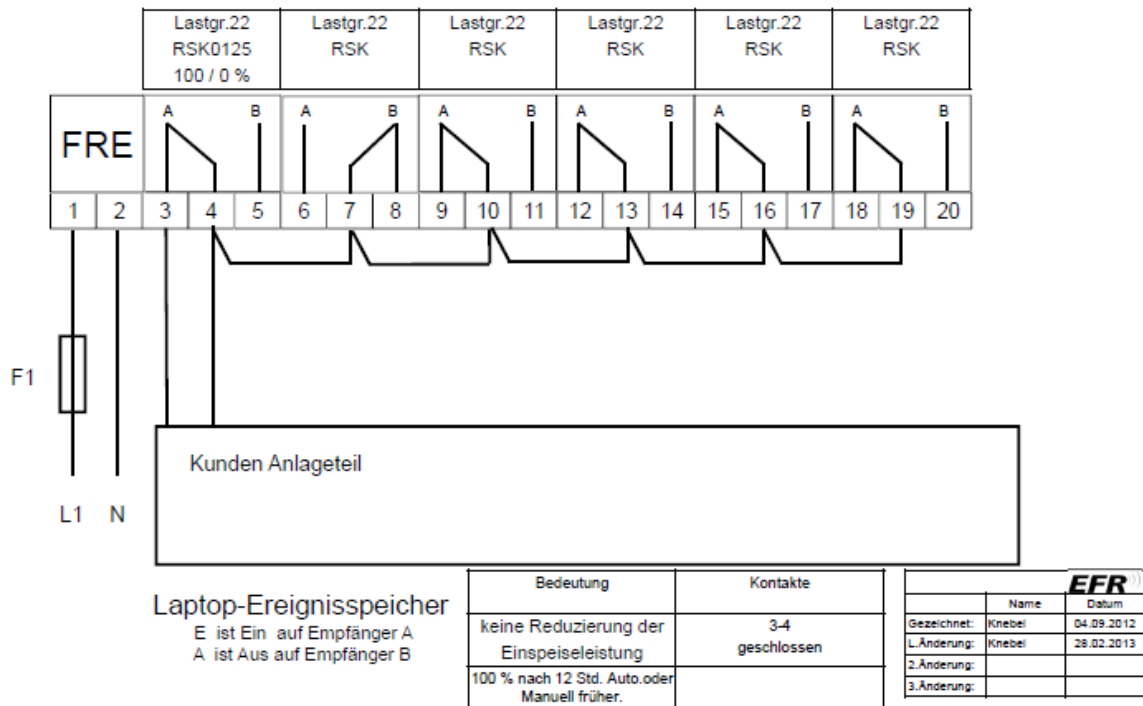 Lastgr.22 Lastgr.22 Lastgr.22 Lastgr.22 Lastgr.22 Lastgr.22
RSK0125 RSK RSK RSK RSK RSK
100 / 0 %
A B A B A B A B A B A B
FRE
1 2 3 4 5 6 7 8 9 10 11 12 13 14 15 16 17 18 19 20
F1
Kunden Anlageteil
L1 N
Laptop-Ereignisspeicher
E ist Ein auf Empfänger A
A ist Aus auf Empfänger B
Bedeutung Kontakte
keine Reduzierung der
Einspeiseleistung
3-4
geschlossen
100 % nach 12 Std. Auto.oder
Manuell früher.
EFR
Name Datum
Gezeichnet: Knebel 04.09.2012
L.Änderung: Knebel 28.02.2013
2.Änderung:
3.Änderung: